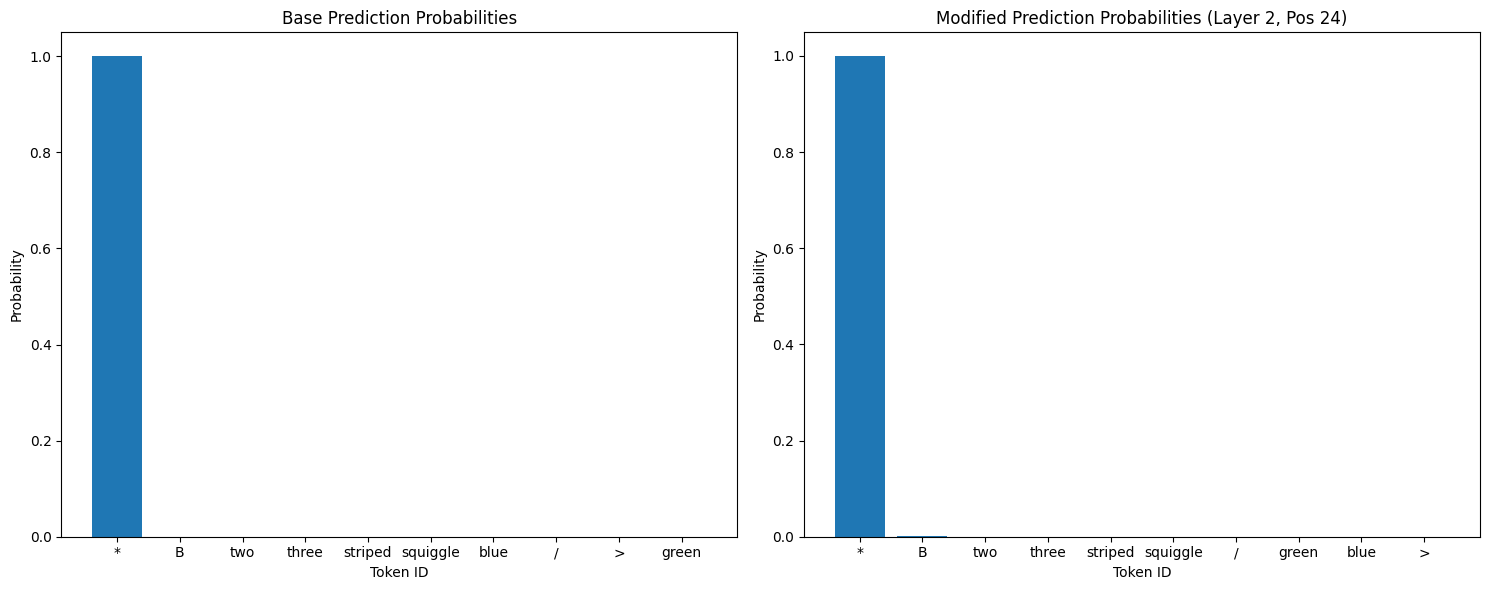 Base Prediction Probabilities
Probability
1.0
0.8
0.6
0.4
0.2
0.0
* B two three striped squiggle blue / > green
Token ID
Modified Prediction Probabilities (Layer 2, Pos 24)
Probability
1.0
0.8
0.6
0.4
0.2
0.0
* B two three striped squiggle / green blue >
Token ID